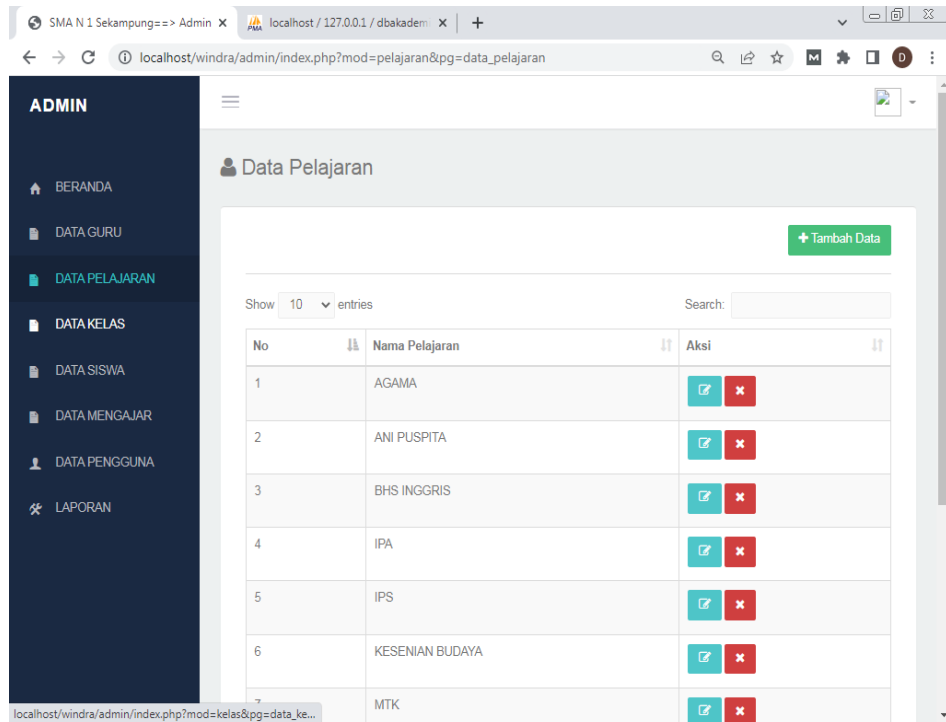 SMA N 1 Sekampung==> Admin
localhost / 127.0.0.1 / dbakademi
localhost/windra/admin/index.php?mod=pelajaran&pg=data_pelajaran
M
D
ADMIN
Data Pelajaran
BERANDA
DATA GURU
DATA PELAJARAN
DATA KELAS
DATA SISWA
DATA MENGAJAR
DATA PENGGUNA
LAPORAN
Tambah Data
Show 10 entries
Search:
No Nama Pelajaran Aksi
1 AGAMA
2 ANI PUSPITA
3 BHS INGGRIS
4 IPA
5 IPS
6 KESENIAN BUDAYA
7 MTK
localhost/windra/admin/index.php?mod=kelas&pg=data_ke...